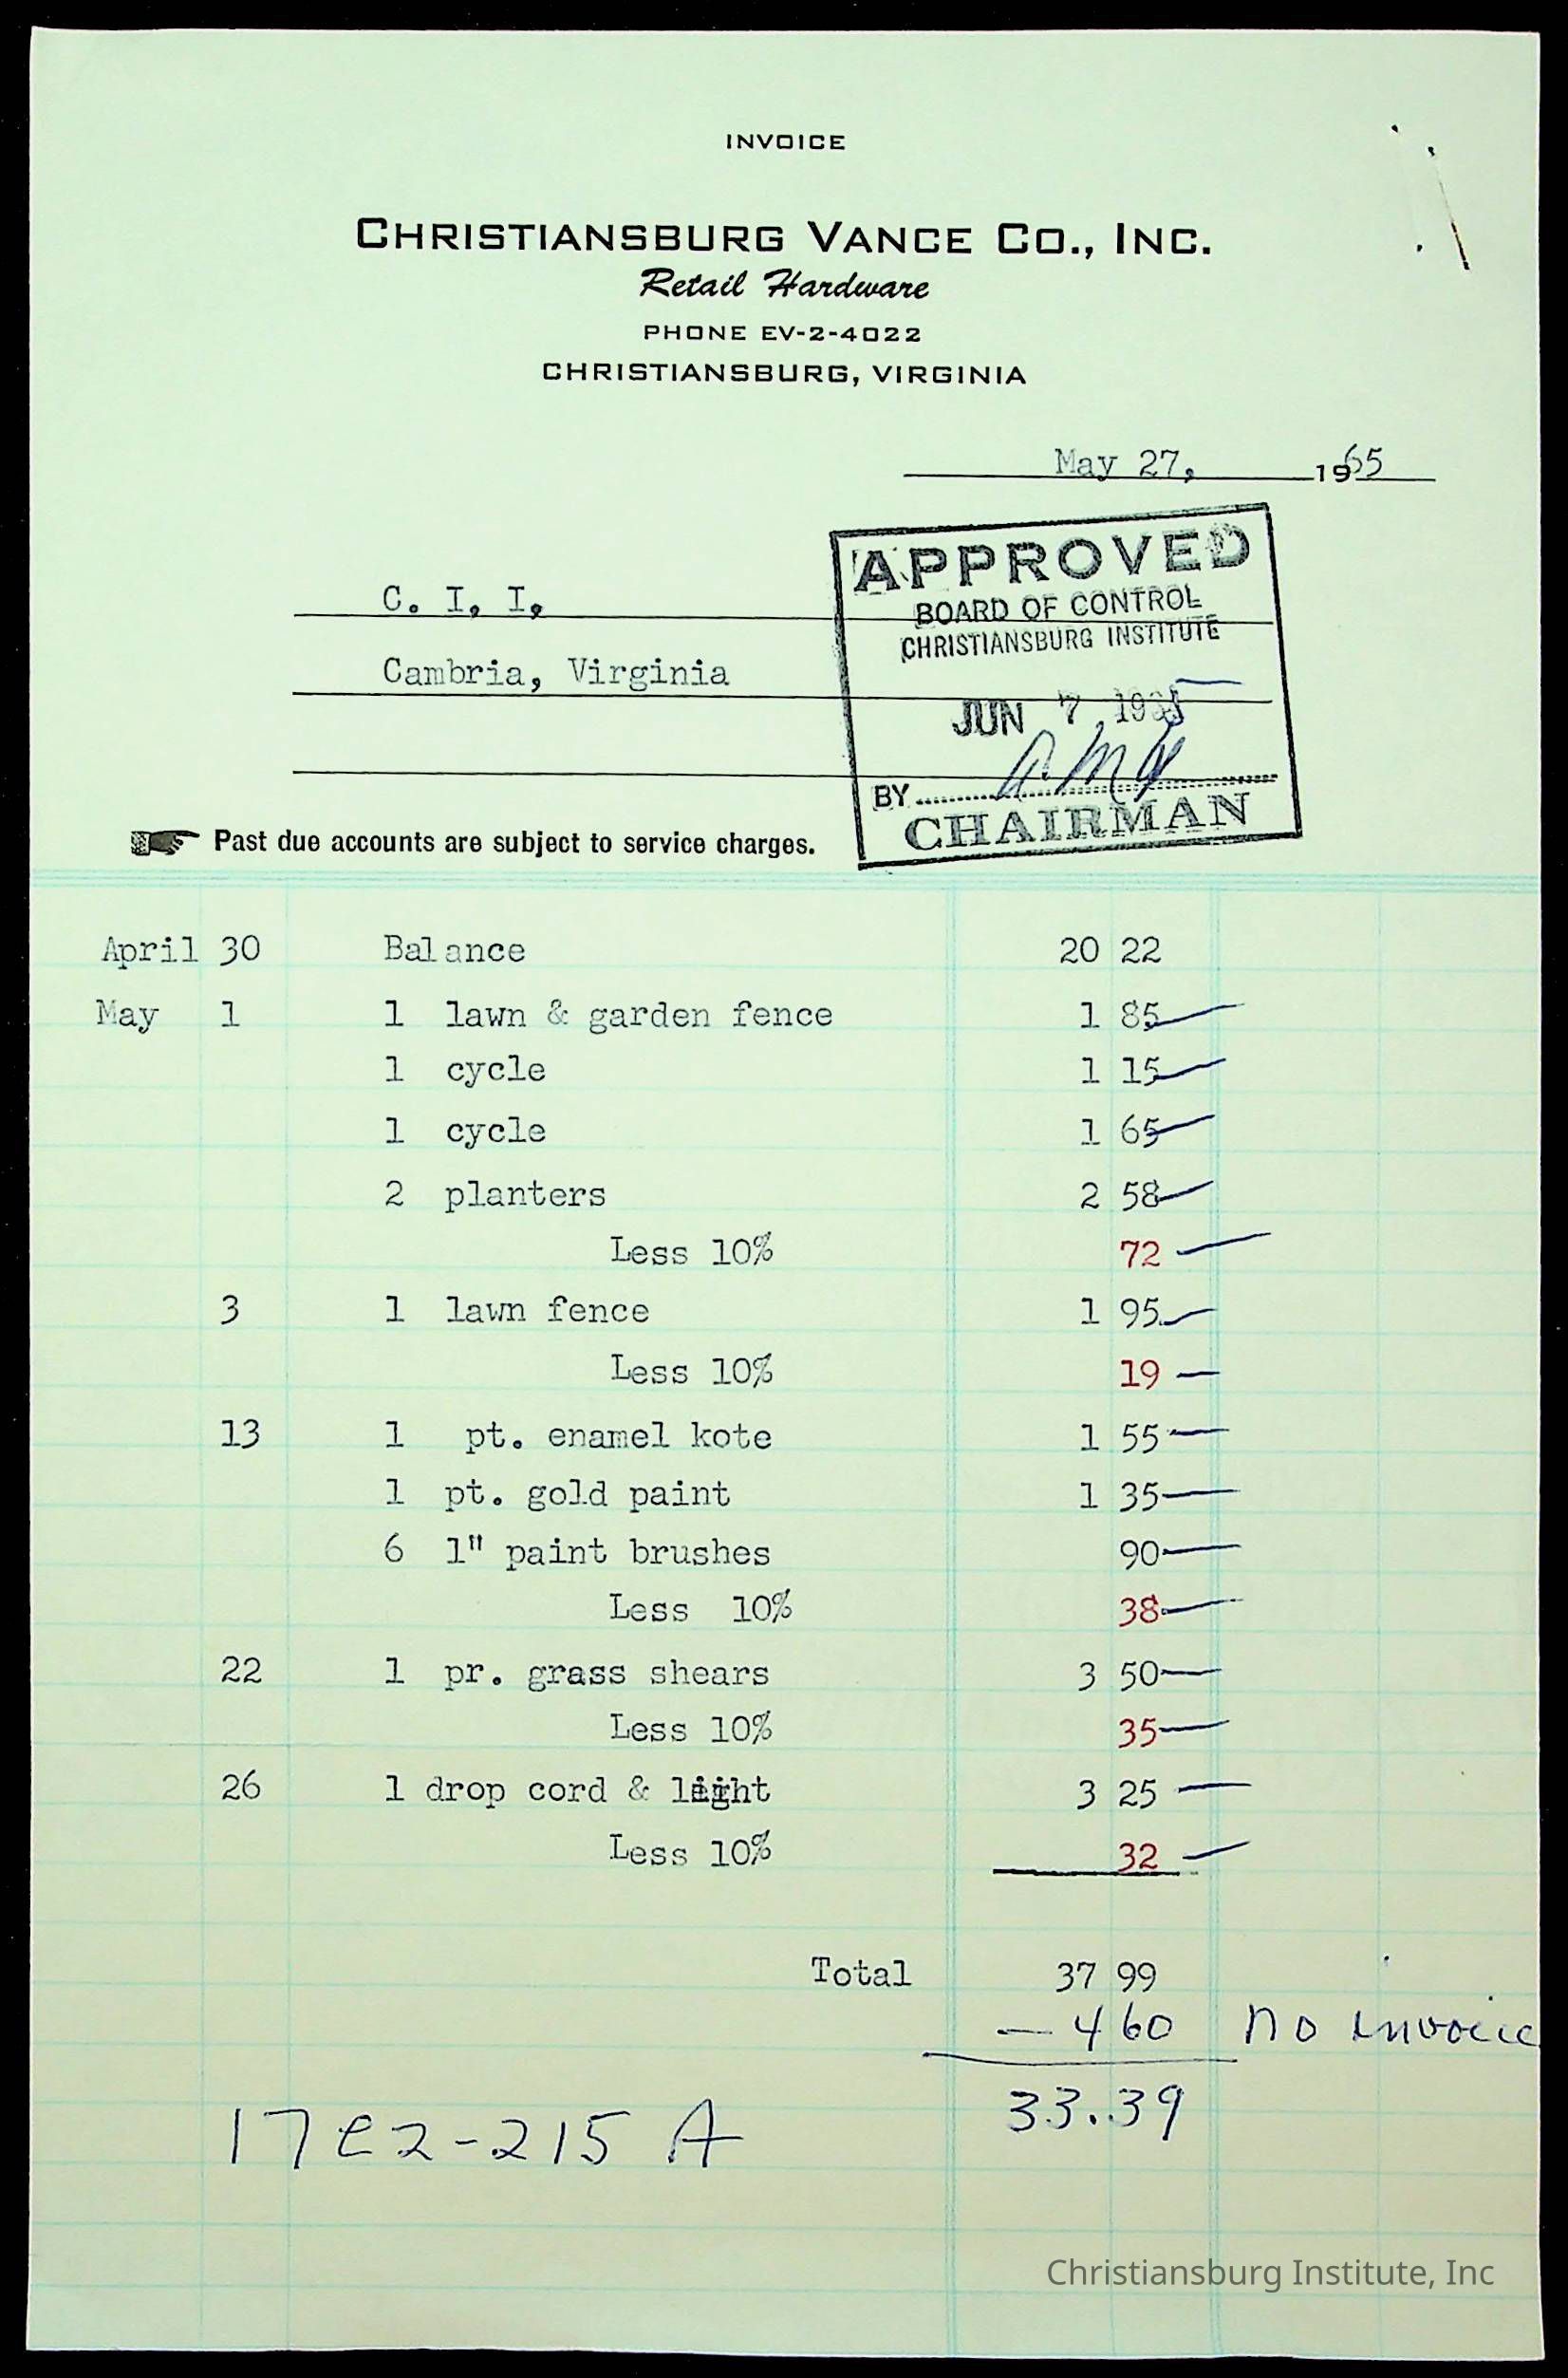 INVOICE
CHRISTIANSBURG VANCE CO., INC.
Retail Hardware
PHONE EV-2-4022
CHRISTIANSBURG, VIRGINIA
May 27, 1965
APPROVED
BOARD OF CONTROL
CHRISTIANSBURG INSTITUTE
JUN 7 1965
BY
CHAIRMAN
C. I. I.
Cambria, Virginia
Past due accounts are subject to service charges.
April 30 Balance 20 22
May 1 1 lawn & garden fence 1 85
1 cycle 1 15
1 cycle 1 65
2 planters 2 58
Less 10% 72
3 1 lawn fence 1 95
Less 10% 19
13 1 pt. enamel kote 1 55
1 pt. gold paint 1 35
6 1" paint brushes 90
Less 10% 38
22 1 pr. grass shears 3 50
Less 10% 35
26 1 drop cord & light 3 25
Less 10% 32
Total 37 99
— 4 60 no invoice
33.39
17e2-215 A
Christiansburg Institute, Inc